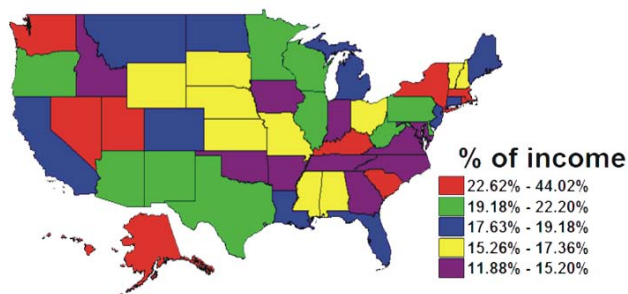 % of income
22.62% - 44.02%
19.18% - 22.20%
17.63% - 19.18%
15.26% - 17.36%
11.88% - 15.20%